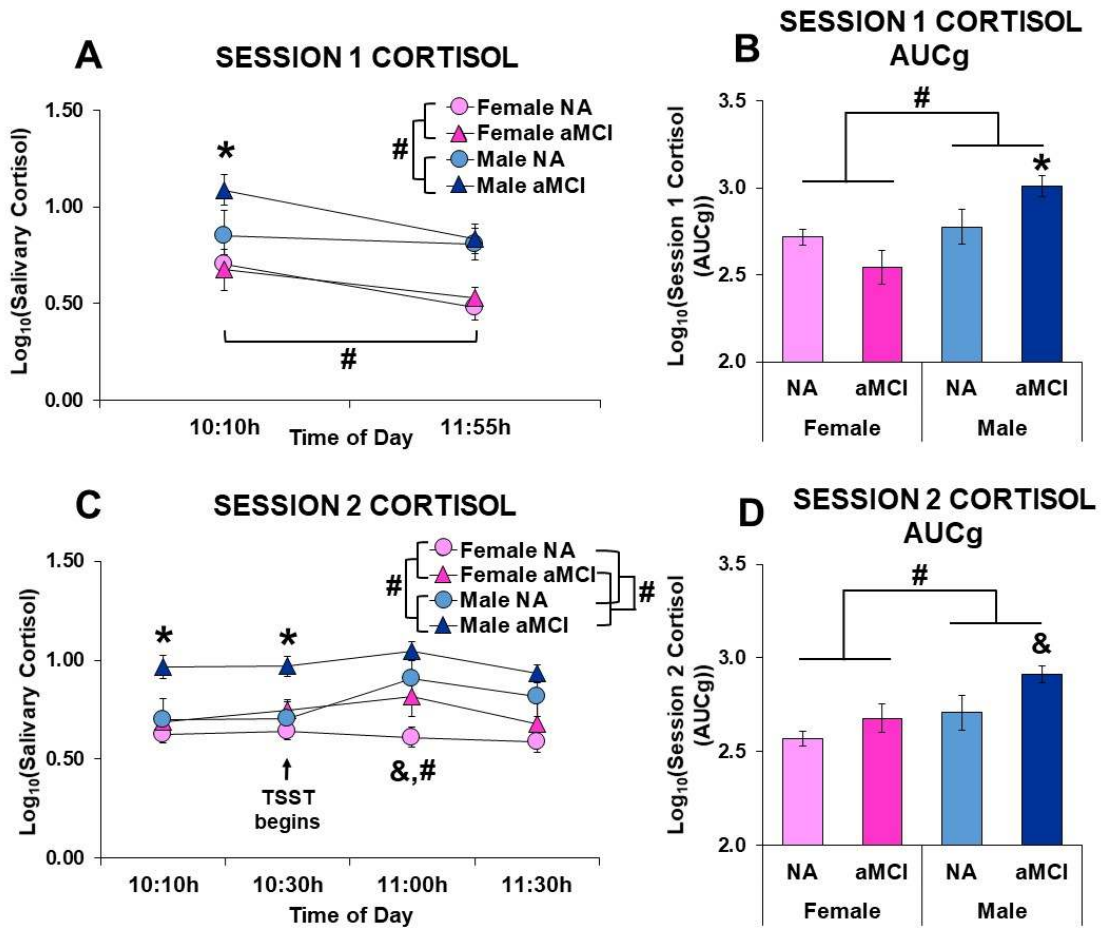 A
SESSION 1 CORTISOL
Log₁₀(Salivary Cortisol)
1.50
1.00
0.50
0.00
Female NA
Female aMCI
Male NA
Male aMCI
#
*
#
10:10h
11:55h
Time of Day
B
SESSION 1 CORTISOL
AUCg
Log₁₀(Session 1 Cortisol
(AUCg))
3.5
3.0
2.5
2.0
#
*
NA
aMCI
NA
aMCI
Female
Male
C
SESSION 2 CORTISOL
Log₁₀(Salivary Cortisol)
1.50
1.00
0.50
0.00
Female NA
Female aMCI
Male NA
Male aMCI
#
#
*
*
TSST
begins
&,#
10:10h
10:30h
11:00h
11:30h
Time of Day
D
SESSION 2 CORTISOL
AUCg
Log₁₀(Session 2 Cortisol
(AUCg))
3.5
3.0
2.5
2.0
#
&
NA
aMCI
NA
aMCI
Female
Male